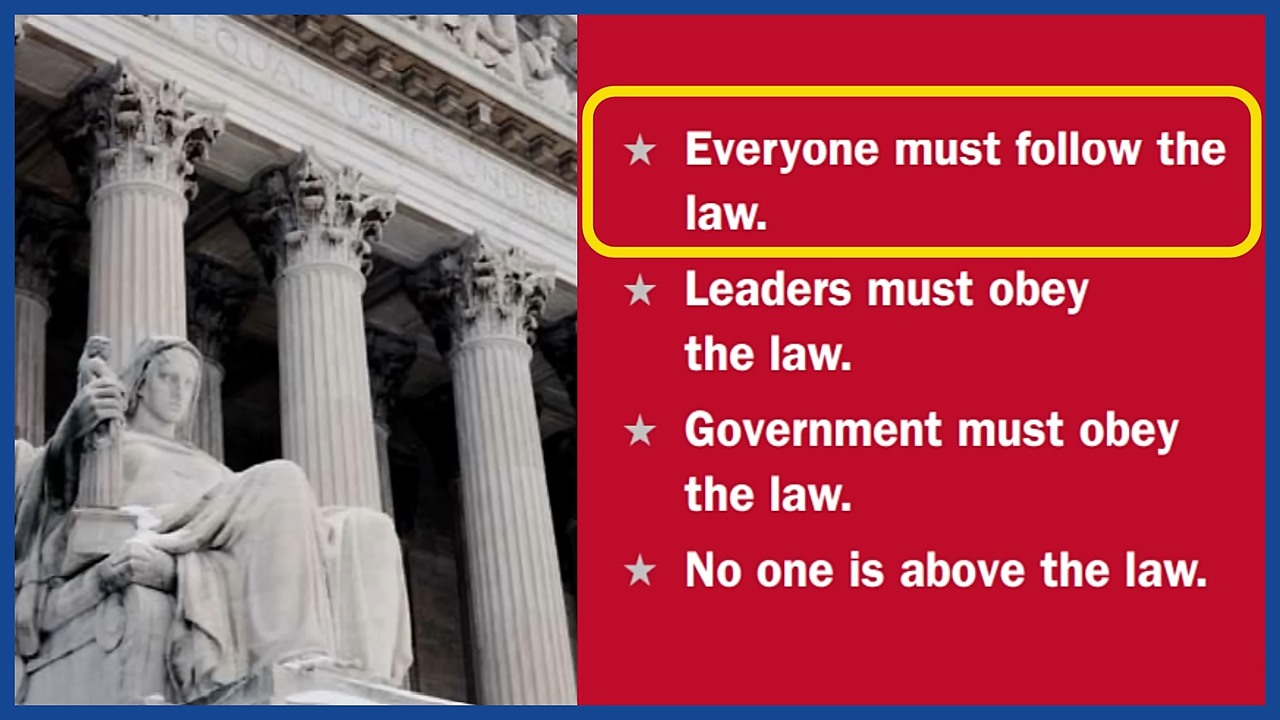 EQUAL JUSTICE UNDER
Everyone must follow the
law.
Leaders must obey
the law.
Government must obey
the law.
No one is above the law.